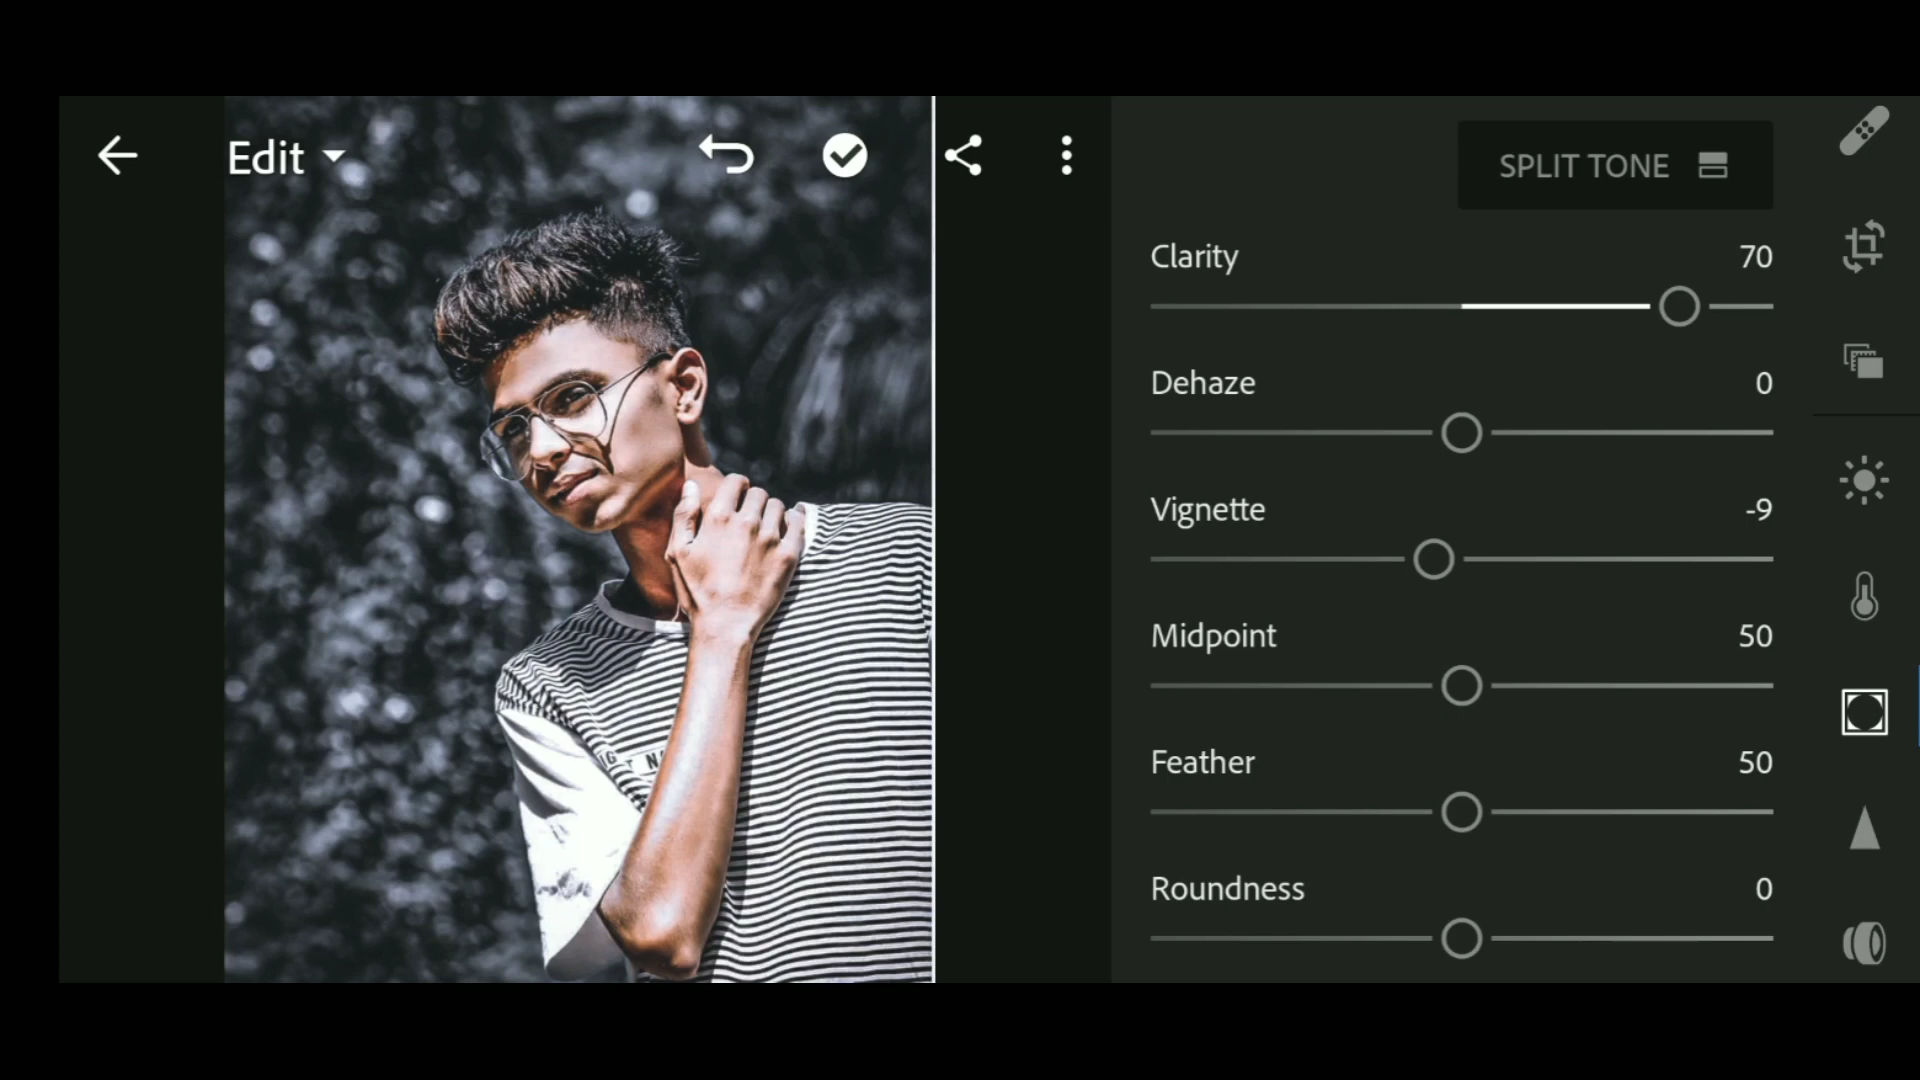 Edit
SPLIT TONE
Clarity 70
Dehaze 0
Vignette -9
Midpoint 50
Feather 50
Roundness 0